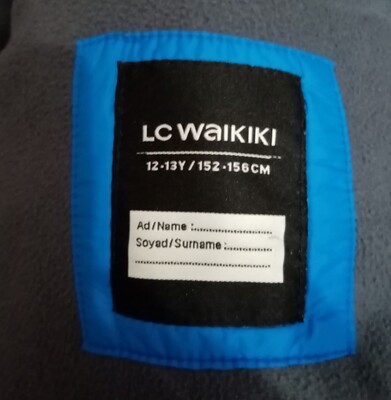 LC WAIKIKI
12-13Y / 152-156CM
Ad/Name :..............................
Soyad/Surname :.................
..........................................